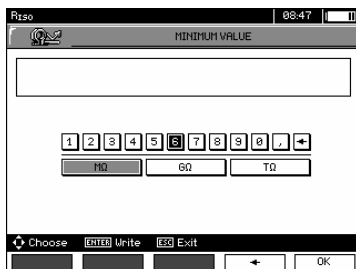 RISO 08:47
MINIMUM VALUE
1 2 3 4 5 6 7 8 9 0 , ←
MΩ GΩ TΩ
Choose ENTER Write ESC Exit
← OK